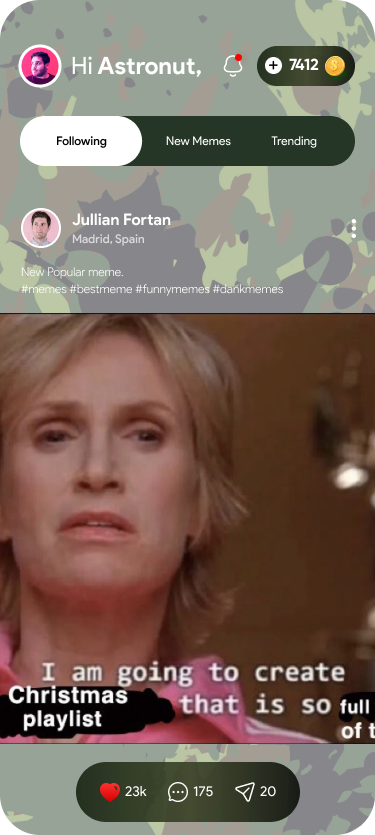 Hi Astronut,
7412
Following New Memes Trending
Jullian Fortan
Madrid, Spain
New Popular meme.
#memes #bestmeme #funnymemes #dankmemes
I am going to create
Christmas playlist that is so full
of t
23k 175 20